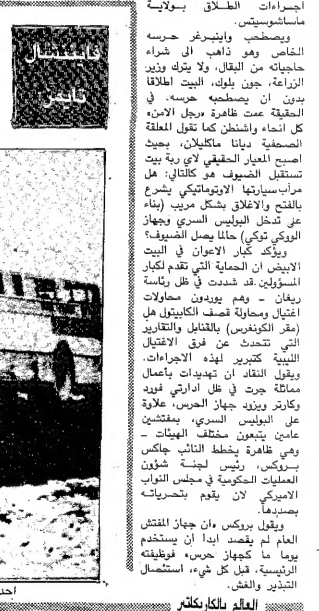 اجراءات الطلاق بولاية
ماساشوسيتس.
ويصطحب واينبرغر حرسه
الخاص وهو ذاهب الى شراء
حاجياته من البقال، ولا يترك وزير
الزراعة، جون بلوك، البيت اطلاقا
بدون ان يصطحبه حرسه. في
الحقيقة عمت ظاهرة «رجل الامن»
كل انحاء واشنطن كما تقول المعلقة
الصحفية ديانا ماكليلان، بحيث
اصبح المعيار الحقيقي لاي ربة بيت
تستقبل الضيوف هو كالتالي: هل
مرآب سيارتها الاوتوماتيكي يشرع
بالفتح والاغلاق بشكل مريب (بناء
على تدخل البوليس السري وجهاز
الووكي توكي) حالما يصل الضيوف؟
ويؤكد كبار الاعوان في البيت
الابيض ان الحماية التي تقدم لكبار
المسؤولين قد شددت في ظل رئاسة
ريغان - وهم يوردون محاولات
اغتيال ومحاولة قصف الكابيتول هل
(مقر الكونغرس) بالقنابل والتقارير
التي تتحدث عن فرق الاغتيال
الليبية كتبرير لهذه الاجراءات.
ويقول النقاد ان تهديدات بأعمال
مماثلة جرت في ظل ادارتي فورد
وكارتر ويزود جهاز الحرس، علاوة
على البوليس السري، بمفتشين
عامين يتبعون مختلف الهيئات -
وهي ظاهرة يخطط النائب جاكس
بروكس، رئيس لجنة شؤون
العمليات الحكومية في مجلس النواب
الاميركي لان يقوم بتحرياته
بصددها.
ويقول بروكس «ان جهاز المفتش
العام لم يقصد ابدا ان يستخدم
يوما ما كجهاز حرس، فوظيفته
الرئيسية، قبل كل شيء، استئصال
التبذير والغش.
العالم بالكاريكاتير
فايننشال
تايمز